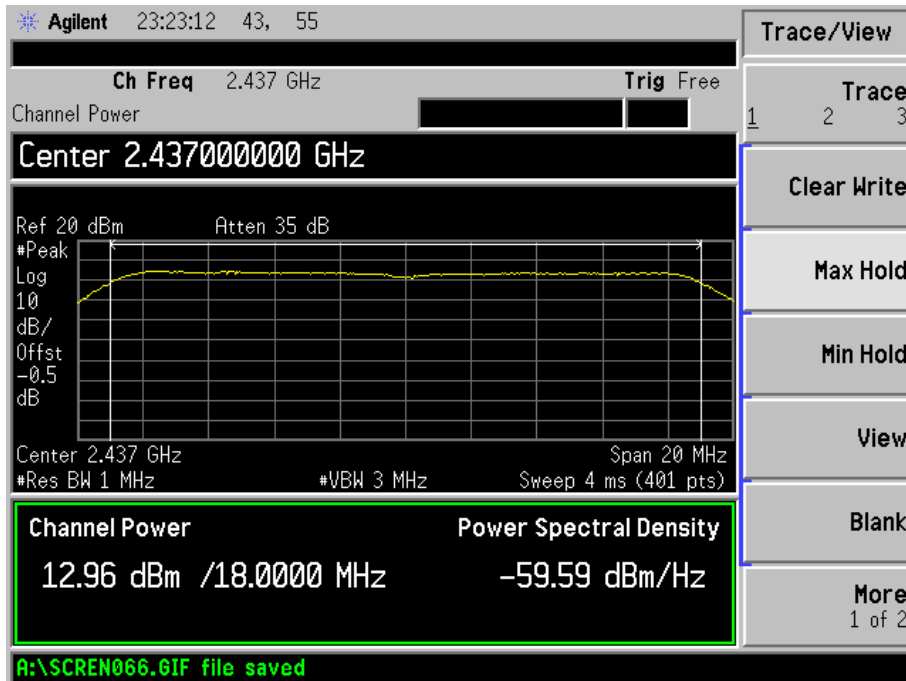 Agilent 23:23:12 43, 55
Ch Freq 2.437 GHz Trig Free
Channel Power
Center 2.437000000 GHz
Ref 20 dBm Atten 35 dB
#Peak
Log
10
dB/
Offst
-0.5
dB
Center 2.437 GHz Span 20 MHz
#Res BW 1 MHz #VBW 3 MHz Sweep 4 ms (401 pts)
Channel Power Power Spectral Density
12.96 dBm /18.0000 MHz -59.59 dBm/Hz
A:\SCREN066.GIF file saved
Trace/View
Trace
1 2 3
Clear Write
Max Hold
Min Hold
View
Blank
More
1 of 2